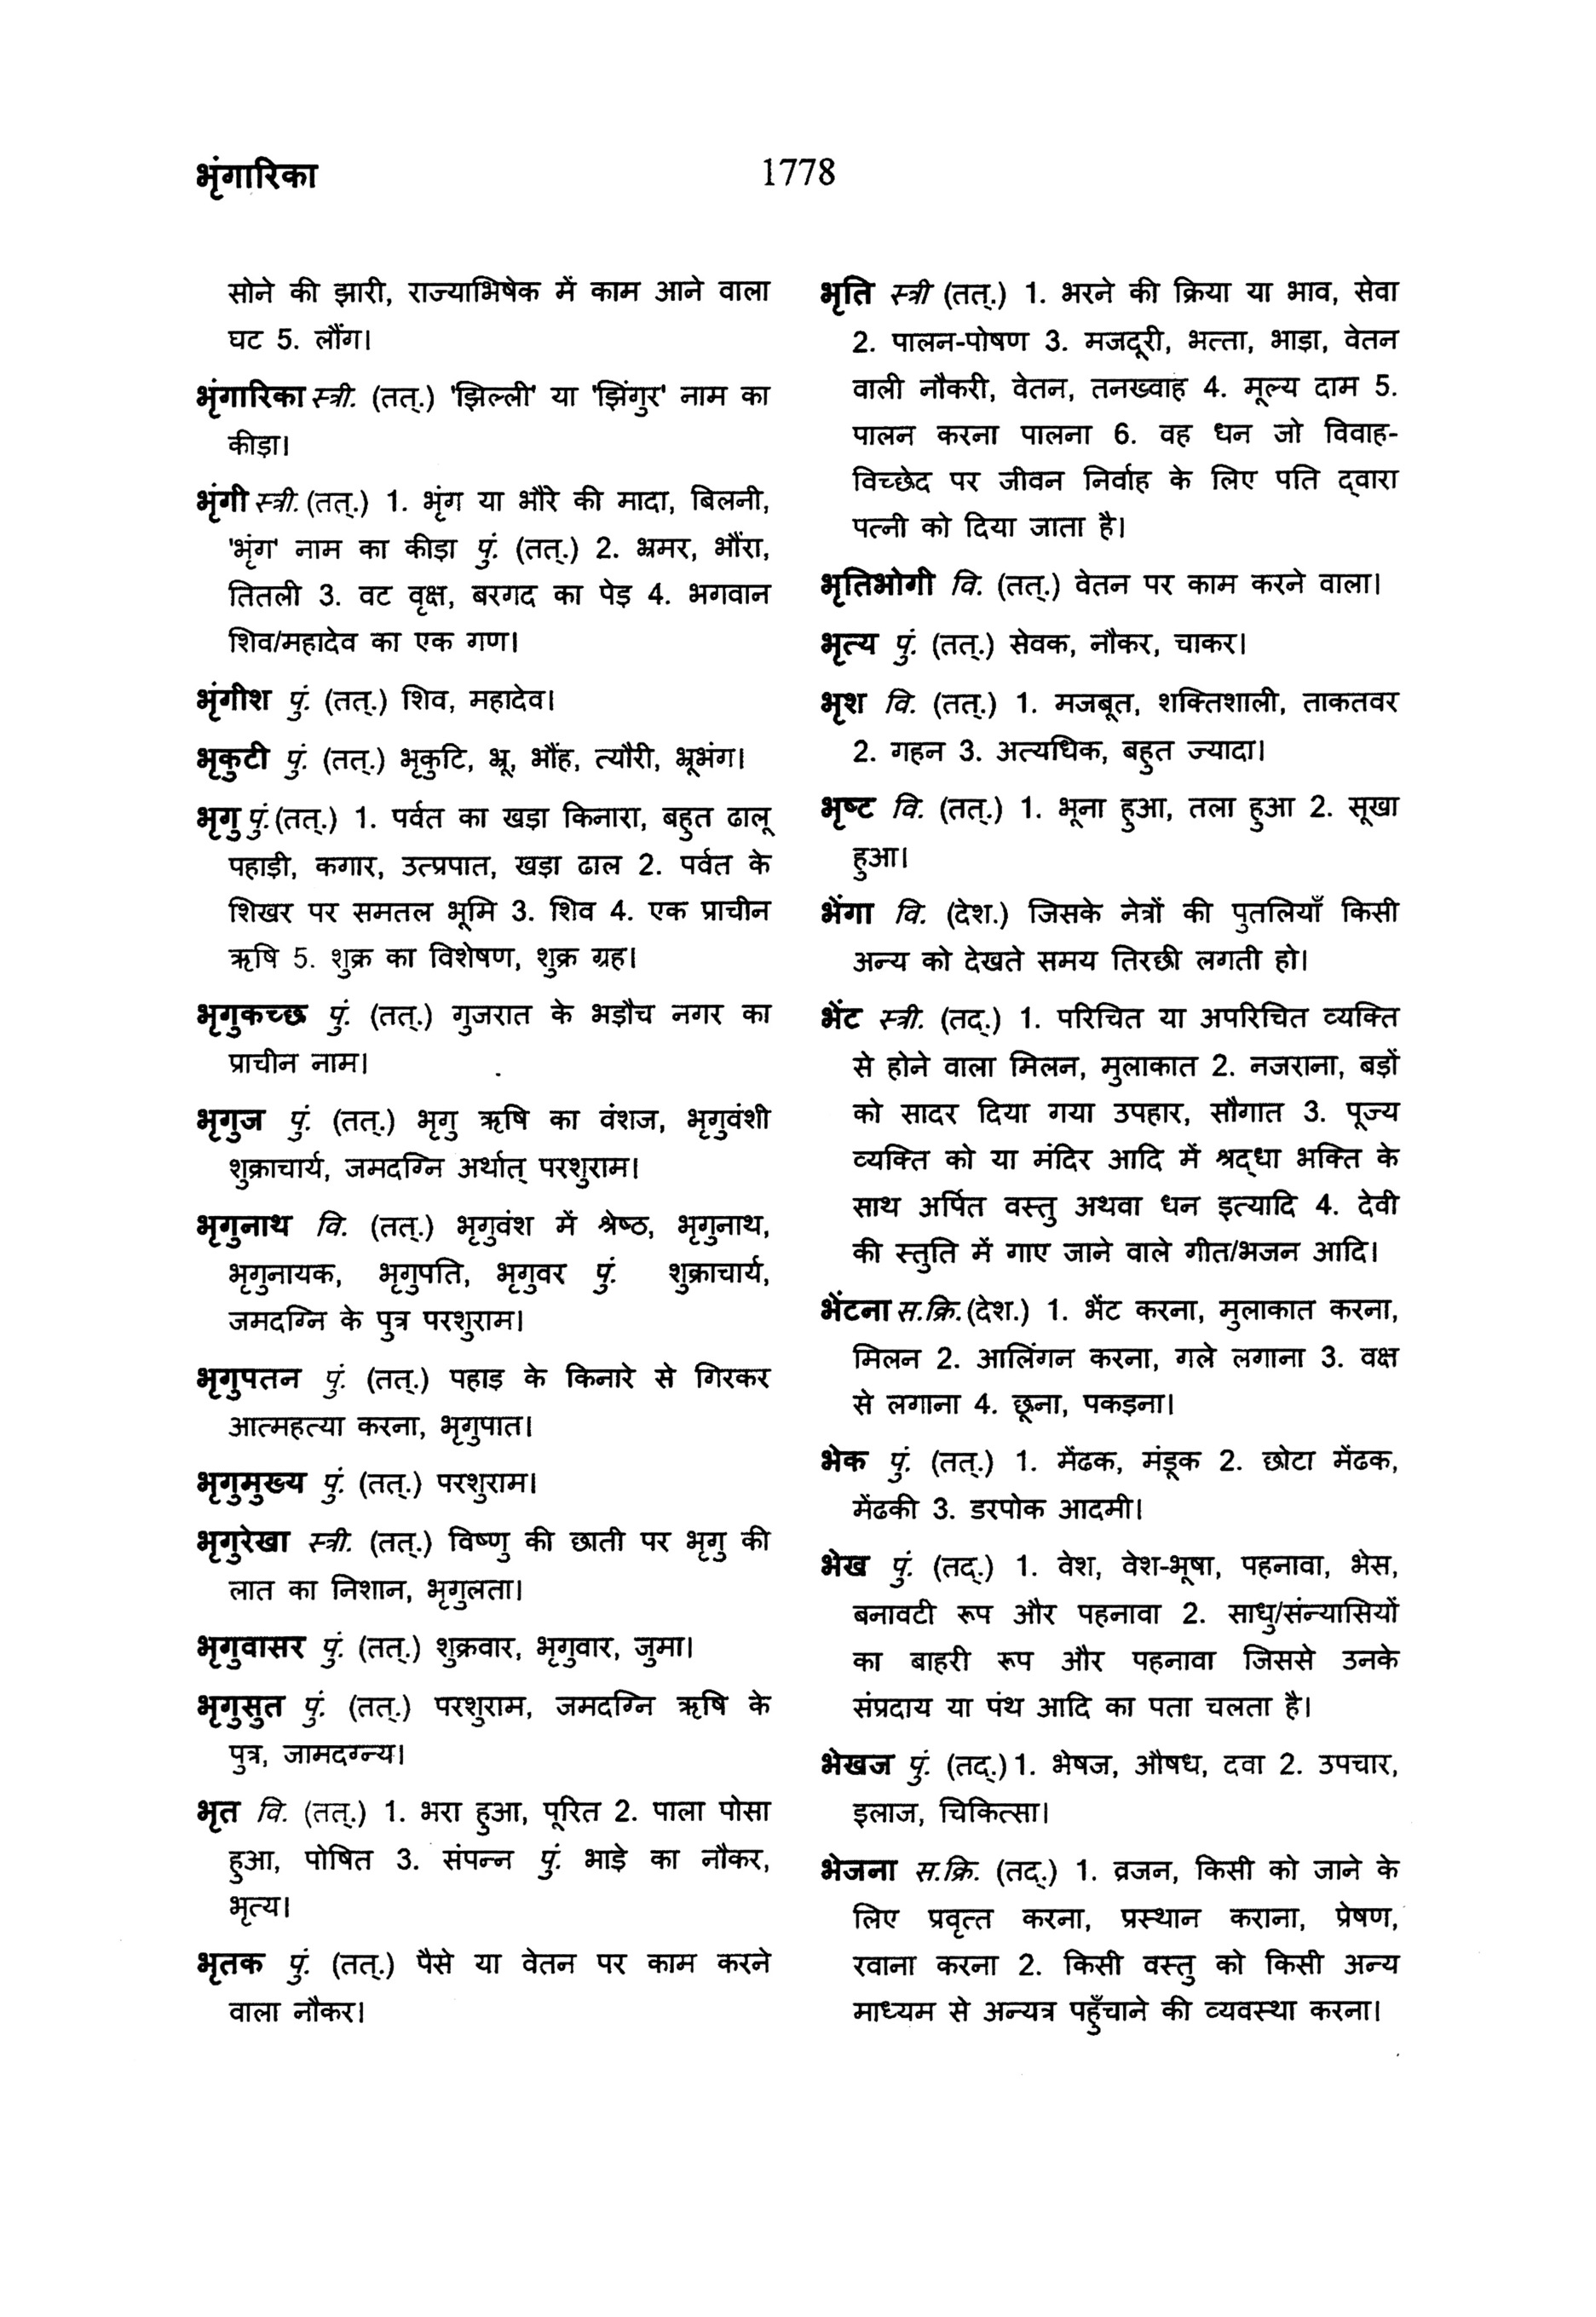 भृंगारिका
1778
सोने की झारी, राज्याभिषेक में काम आने वाला
घट 5. लौंग।
भृंगारिका स्त्री. (तत्.) 'झिल्ली' या 'झिंगुर' नाम का
कीड़ा।
भृंगी स्त्री. (तत्.) 1. भृंग या भौरे की मादा, बिलनी,
'भृंग' नाम का कीड़ा पुं. (तत्.) 2. भ्रमर, भौंरा,
तितली 3. वट वृक्ष, बरगद का पेड़ 4. भगवान
शिव/महादेव का एक गण।
भृंगीश पुं. (तत्.) शिव, महादेव।
भृकुटी पुं. (तत्.) भृकुटि, भ्रू, भौंह, त्यौरी, भ्रूभंग।
भृगु पुं. (तत्.) 1. पर्वत का खड़ा किनारा, बहुत ढालू
पहाड़ी, कगार, उत्प्रपात, खड़ा ढाल 2. पर्वत के
शिखर पर समतल भूमि 3. शिव 4. एक प्राचीन
ऋषि 5. शुक्र का विशेषण, शुक्र ग्रह।
भृगुकच्छ पुं. (तत्.) गुजरात के भड़ौच नगर का
प्राचीन नाम।
भृगुज पुं. (तत्.) भृगु ऋषि का वंशज, भृगुवंशी
शुक्राचार्य, जमदग्नि अर्थात् परशुराम।
भृगुनाथ वि. (तत्.) भृगुवंश में श्रेष्ठ, भृगुनाथ,
भृगुनायक, भृगुपति, भृगुवर पुं. शुक्राचार्य,
जमदग्नि के पुत्र परशुराम।
भृगुपतन पुं. (तत्.) पहाड़ के किनारे से गिरकर
आत्महत्या करना, भृगुपात।
भृगुमुख्य पुं. (तत्.) परशुराम।
भृगुरेखा स्त्री. (तत्.) विष्णु की छाती पर भृगु की
लात का निशान, भृगुलता।
भृगुवासर पुं. (तत्.) शुक्रवार, भृगुवार, जुमा।
भृगुसुत पुं. (तत्.) परशुराम, जमदग्नि ऋषि के
पुत्र, जामदग्न्य।
भृत वि. (तत्.) 1. भरा हुआ, पूरित 2. पाला पोसा
हुआ, पोषित 3. संपन्न पुं. भाड़े का नौकर,
भृत्य।
भृतक पुं. (तत्.) पैसे या वेतन पर काम करने
वाला नौकर।
भृति स्त्री (तत्.) 1. भरने की क्रिया या भाव, सेवा
2. पालन-पोषण 3. मजदूरी, भत्ता, भाड़ा, वेतन
वाली नौकरी, वेतन, तनख्वाह 4. मूल्य दाम 5.
पालन करना पालना 6. वह धन जो विवाह-
विच्छेद पर जीवन निर्वाह के लिए पति द्वारा
पत्नी को दिया जाता है।
भृतिभोगी वि. (तत्.) वेतन पर काम करने वाला।
भृत्य पुं. (तत्.) सेवक, नौकर, चाकर।
भृश वि. (तत्.) 1. मजबूत, शक्तिशाली, ताकतवर
2. गहन 3. अत्यधिक, बहुत ज्यादा।
भृष्ट वि. (तत्.) 1. भूना हुआ, तला हुआ 2. सूखा
हुआ।
भेंगा वि. (देश.) जिसके नेत्रों की पुतलियाँ किसी
अन्य को देखते समय तिरछी लगती हो।
भेंट स्त्री. (तद्.) 1. परिचित या अपरिचित व्यक्ति
से होने वाला मिलन, मुलाकात 2. नजराना, बड़ों
को सादर दिया गया उपहार, सौगात 3. पूज्य
व्यक्ति को या मंदिर आदि में श्रद्धा भक्ति के
साथ अर्पित वस्तु अथवा धन इत्यादि 4. देवी
की स्तुति में गाए जाने वाले गीत/भजन आदि।
भेंटना स.क्रि. (देश.) 1. भेंट करना, मुलाकात करना,
मिलन 2. आलिंगन करना, गले लगाना 3. वक्ष
से लगाना 4. छूना, पकड़ना।
भेक पुं. (तत्.) 1. मेंढक, मंडूक 2. छोटा मेंढक,
मेंढकी 3. डरपोक आदमी।
भेख पुं. (तद्.) 1. वेश, वेश-भूषा, पहनावा, भेस,
बनावटी रूप और पहनावा 2. साधु/संन्यासियों
का बाहरी रूप और पहनावा जिससे उनके
संप्रदाय या पंथ आदि का पता चलता है।
भेखज पुं. (तद्.) 1. भेषज, औषध, दवा 2. उपचार,
इलाज, चिकित्सा।
भेजना स.क्रि. (तद्.) 1. व्रजन, किसी को जाने के
लिए प्रवृत्त करना, प्रस्थान कराना, प्रेषण,
रवाना करना 2. किसी वस्तु को किसी अन्य
माध्यम से अन्यत्र पहुँचाने की व्यवस्था करना।